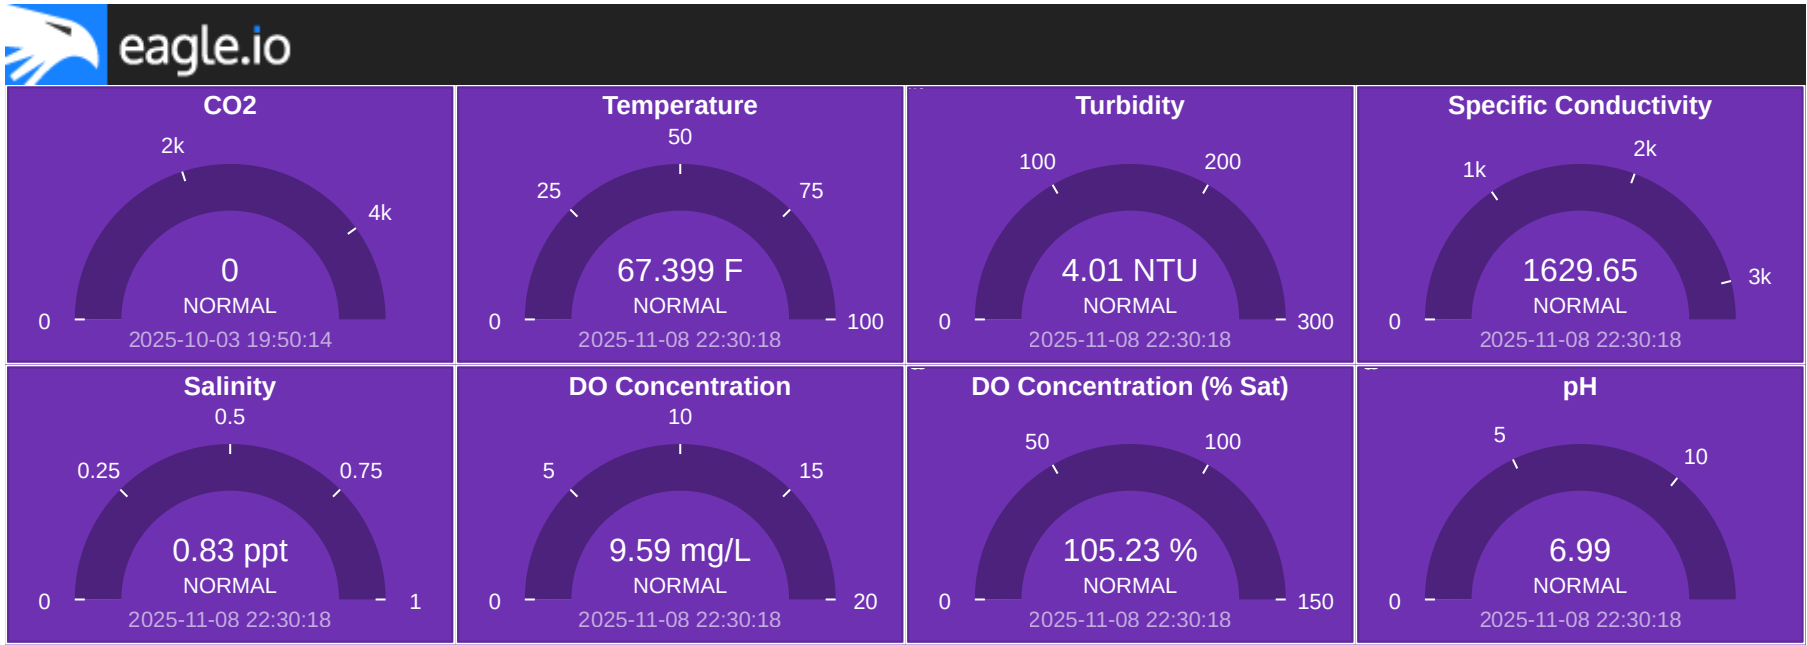 eagle.io
CO2
2k
4k
0
0
NORMAL
2025-10-03 19:50:14
Temperature
50
25
75
67.399 F
NORMAL
0
100
2025-11-08 22:30:18
Turbidity
100
200
4.01 NTU
NORMAL
0
300
2025-11-08 22:30:18
Specific Conductivity
2k
1k
3k
1629.65
NORMAL
0
2025-11-08 22:30:18
Salinity
0.5
0.25
0.75
0.83 ppt
NORMAL
0
1
2025-11-08 22:30:18
DO Concentration
10
5
15
9.59 mg/L
NORMAL
0
20
2025-11-08 22:30:18
DO Concentration (% Sat)
50
100
105.23 %
NORMAL
0
150
2025-11-08 22:30:18
pH
5
10
6.99
NORMAL
0
2025-11-08 22:30:18